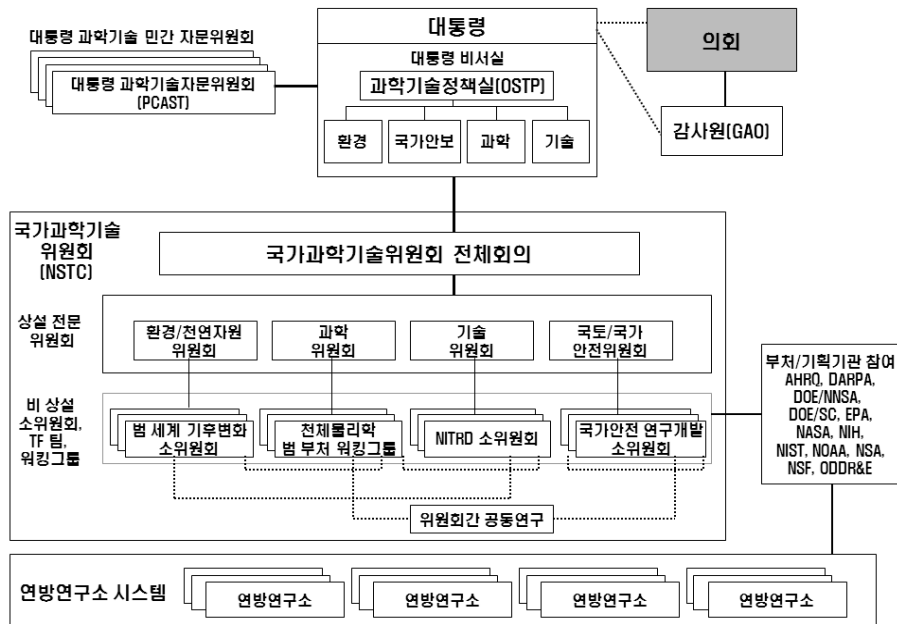 대통령 과학기술 민간 자문위원회
대통령 과학기술자문위원회
(PCAST)
대통령
대통령 비서실
과학기술정책실(OSTP)
환경
국가안보
과학
기술
의회
감사원(GAO)
국가과학기술
위원회
(NSTC)
국가과학기술위원회 전체회의
상설 전문
위원회
환경/천연자원
위원회
과학
위원회
기술
위원회
국토/국가
안전위원회
비 상설
소위원회,
TF 팀,
워킹그룹
범 세계 기후변화
소위원회
천체물리학
범 부처 워킹그룹
NITRD 소위원회
국가안전 연구개발
소위원회
위원회간 공동연구
부처/기획기관 참여
AHRQ, DARPA,
DOE/NNSA,
DOE/SC, EPA,
NASA, NIH,
NIST, NOAA, NSA,
NSF, ODDR&E
연방연구소 시스템
연방연구소
연방연구소
연방연구소
연방연구소